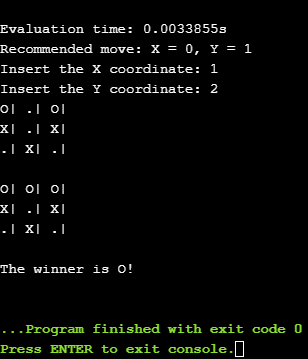 Evaluation time: 0.0033855s
Recommended move: X = 0, Y = 1
Insert the X coordinate: 1
Insert the Y coordinate: 2
O| .| O|
X| .| X|
.| X| .|
O| O| O|
X| .| X|
.| X| .|
The winner is O!
...Program finished with exit code 0
Press ENTER to exit console.